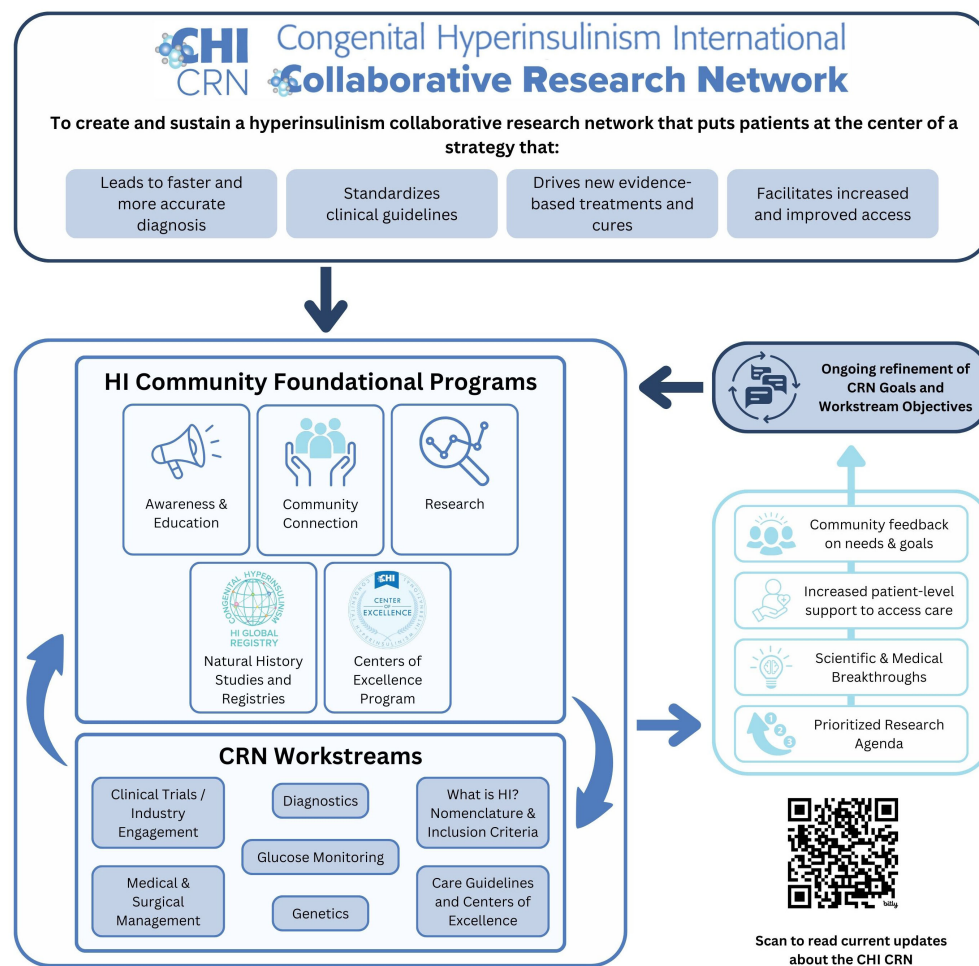 CHI
CRN
Congenital Hyperinsulinism International
Collaborative Research Network
To create and sustain a hyperinsulinism collaborative research network that puts patients at the center of a
strategy that:
Leads to faster and
more accurate
diagnosis
Standardizes
clinical guidelines
Drives new evidence-
based treatments and
cures
Facilitates increased
and improved access
HI Community Foundational Programs
Awareness &
Education
Community
Connection
Research
CONGENITAL HYPERINSULINISM
HI GLOBAL
REGISTRY
Natural History
Studies and
Registries
CHI
CENTER
OF
EXCELLENCE
Centers of
Excellence
Program
CRN Workstreams
Clinical Trials /
Industry
Engagement
Diagnostics
What is HI?
Nomenclature &
Inclusion Criteria
Glucose Monitoring
Medical &
Surgical
Management
Genetics
Care Guidelines
and Centers of
Excellence
Ongoing refinement of
CRN Goals and
Workstream Objectives
Community feedback
on needs & goals
Increased patient-level
support to access care
Scientific & Medical
Breakthroughs
1
2
3
Prioritized Research
Agenda
bitly
Scan to read current updates
about the CHI CRN